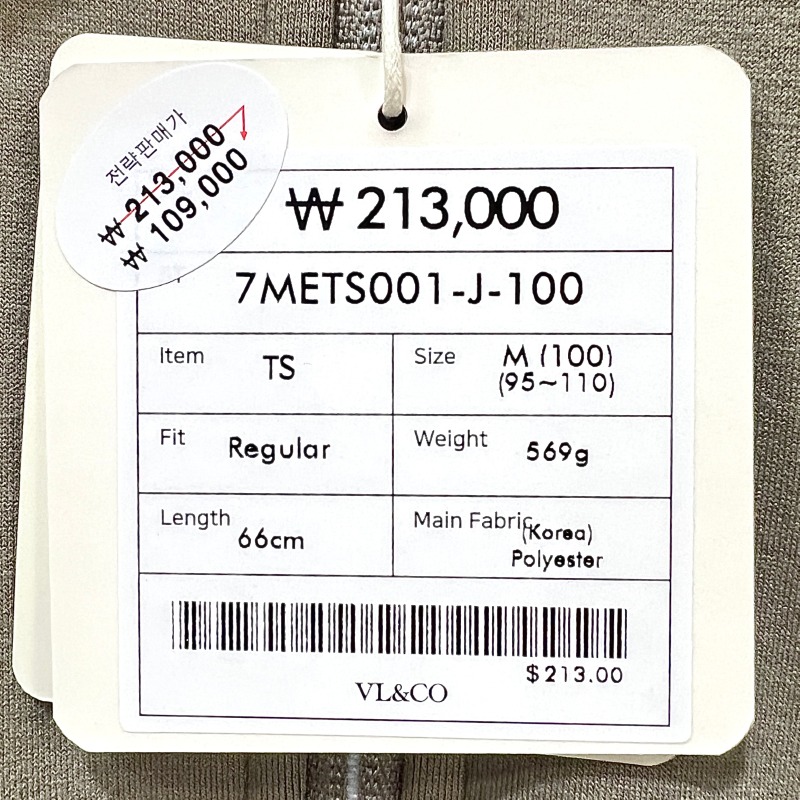 전략판매가
₩ 213,000
₩ 109,000
₩ 213,000
7METS001-J-100
Item TS
Size M (100)
(95~110)
Fit Regular
Weight 569g
Length 66cm
Main Fabric (Korea)
Polyester
$213.00
VL&CO